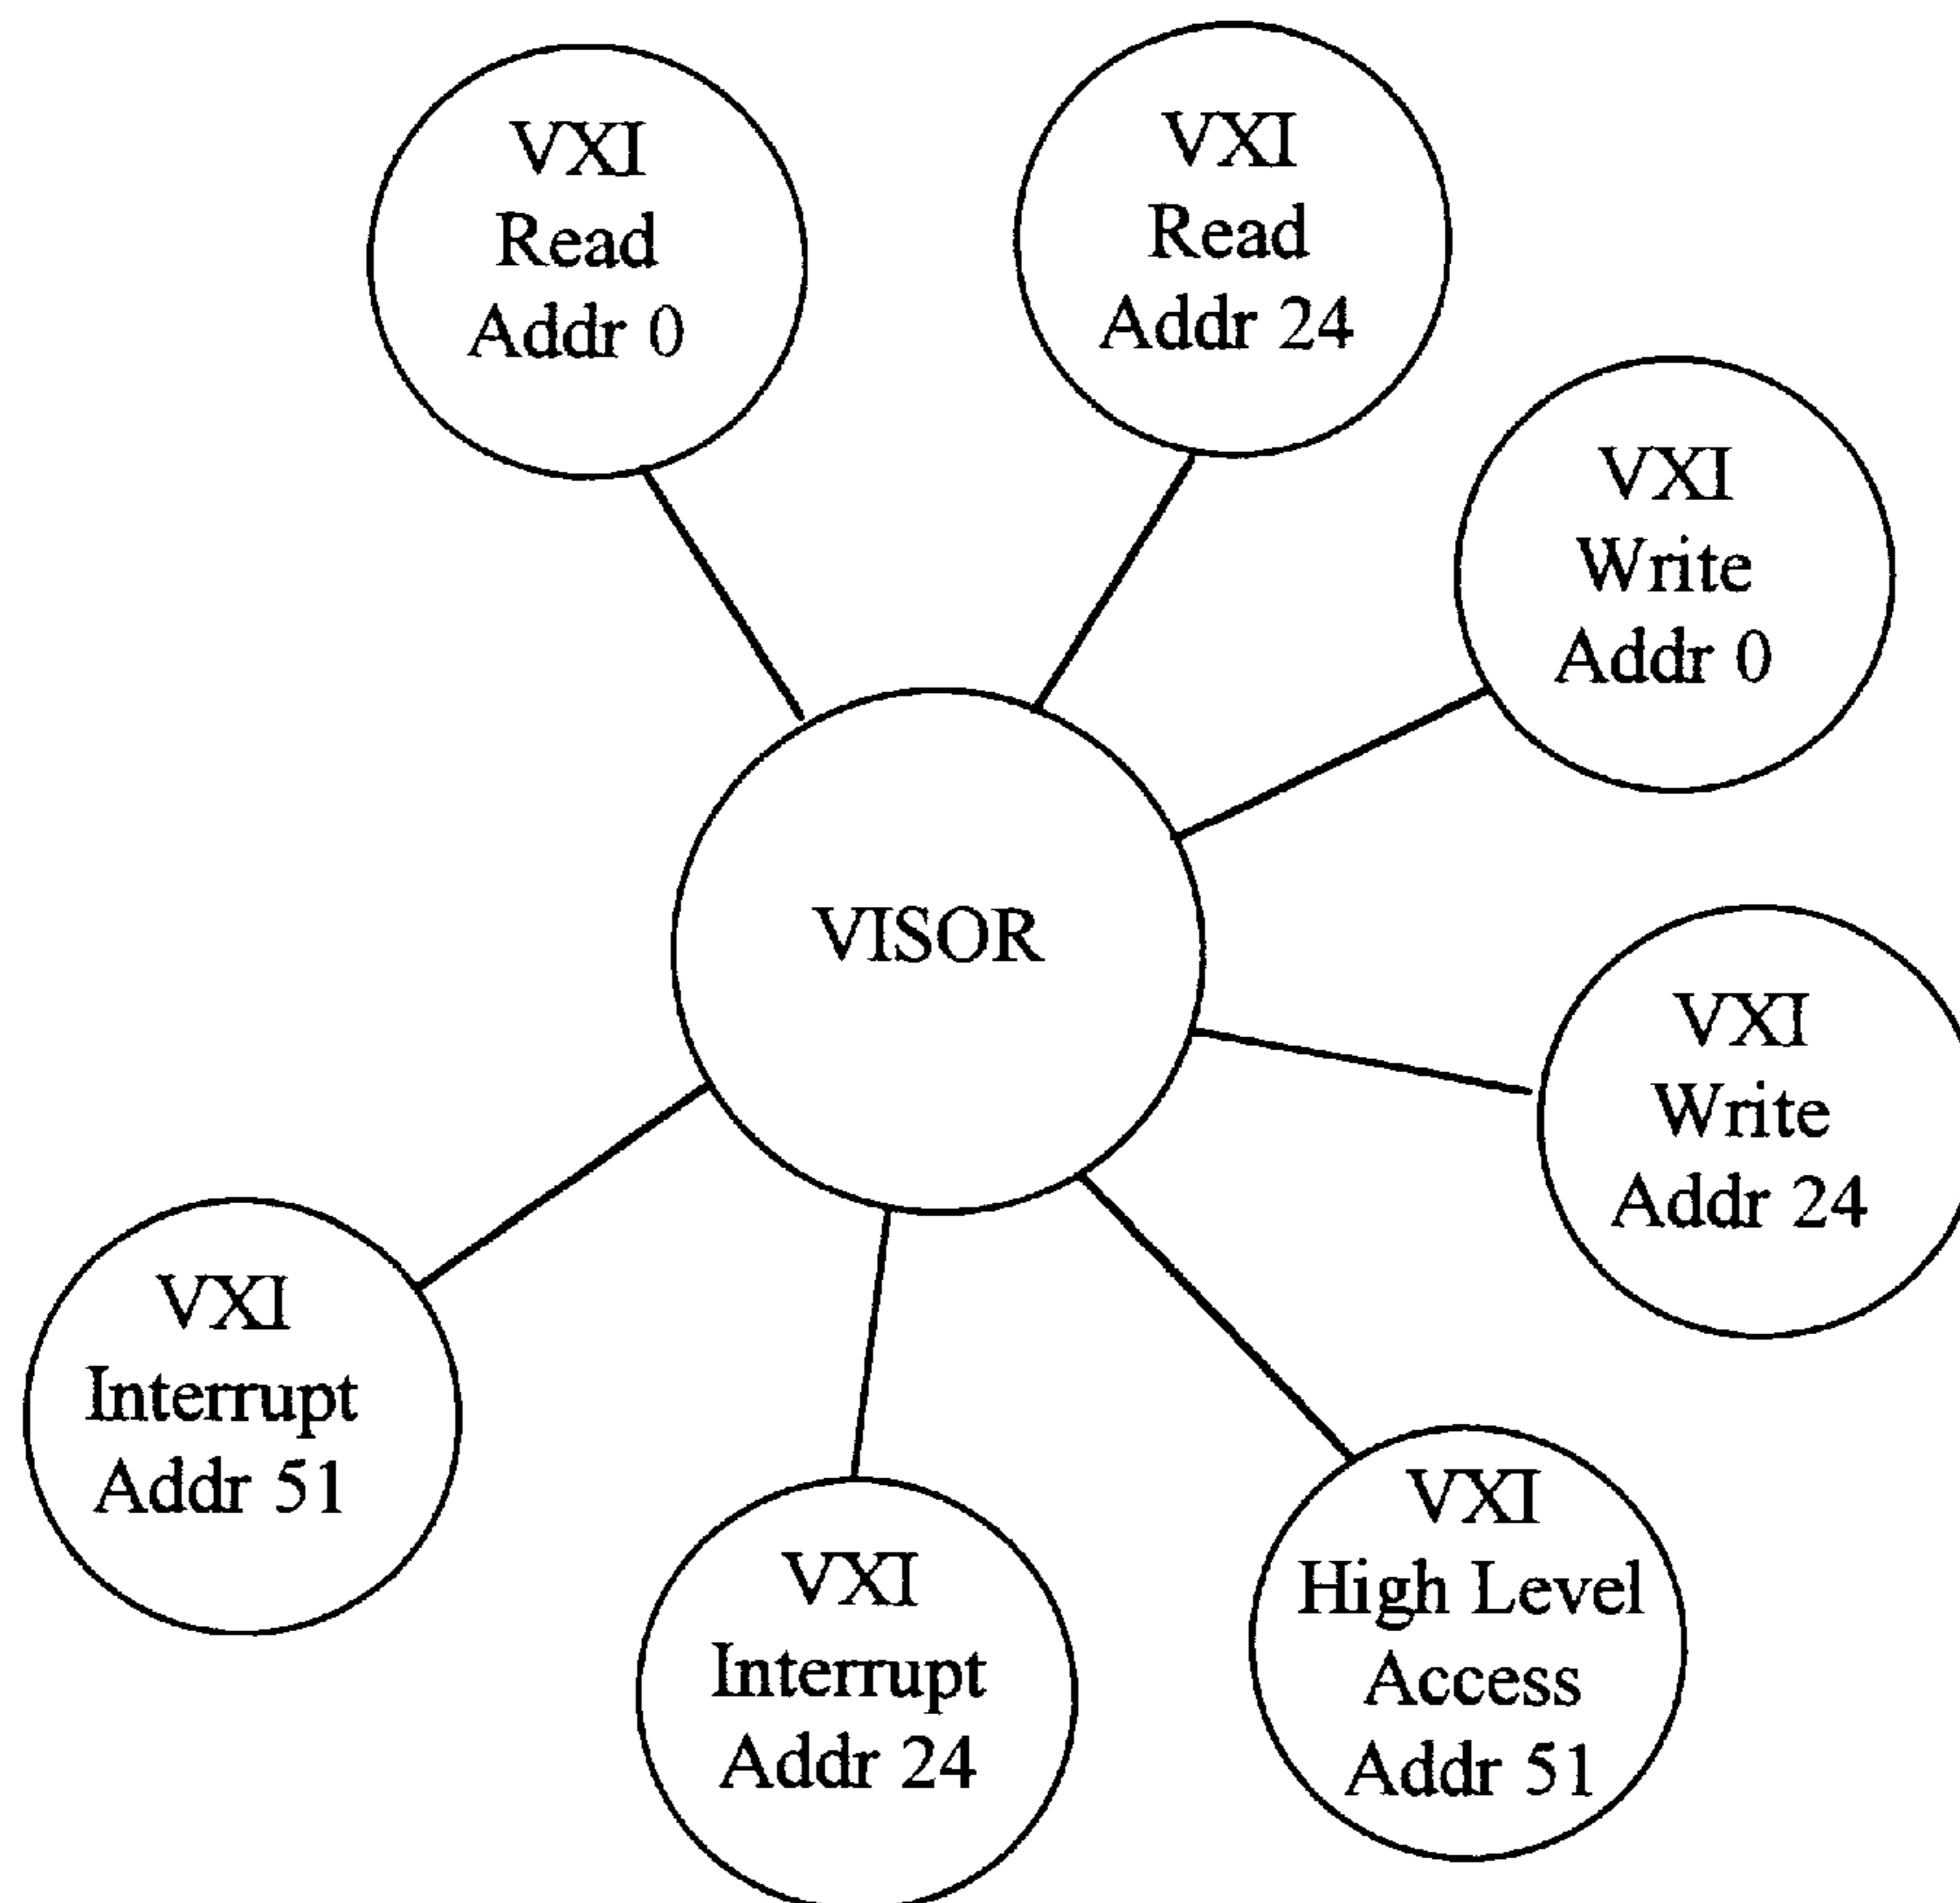 VXI
Read
Addr 0
VXI
Read
Addr 24
VXI
Write
Addr 0
VISOR
VXI
Write
Addr 24
VXI
Interrupt
Addr 51
VXI
Interrupt
Addr 24
VXI
High Level
Access
Addr 51